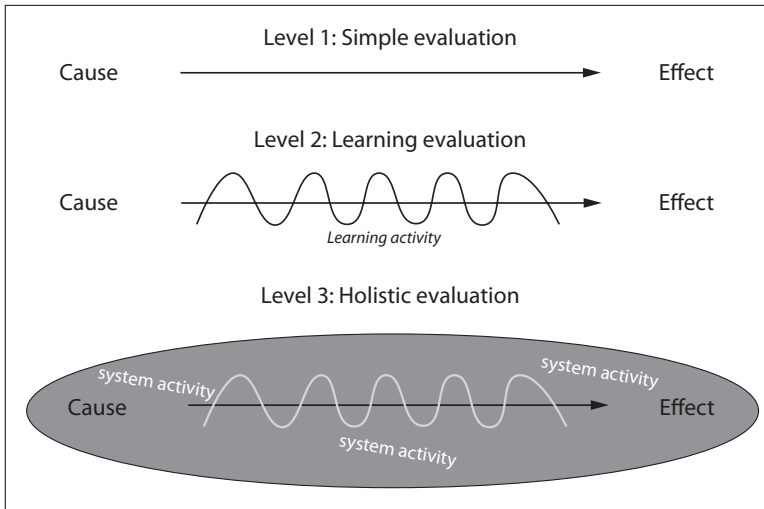 Level 1: Simple evaluation
Cause
Effect
Level 2: Learning evaluation
Cause
Effect
Learning activity
Level 3: Holistic evaluation
system activity
system activity
Cause
Effect
system activity